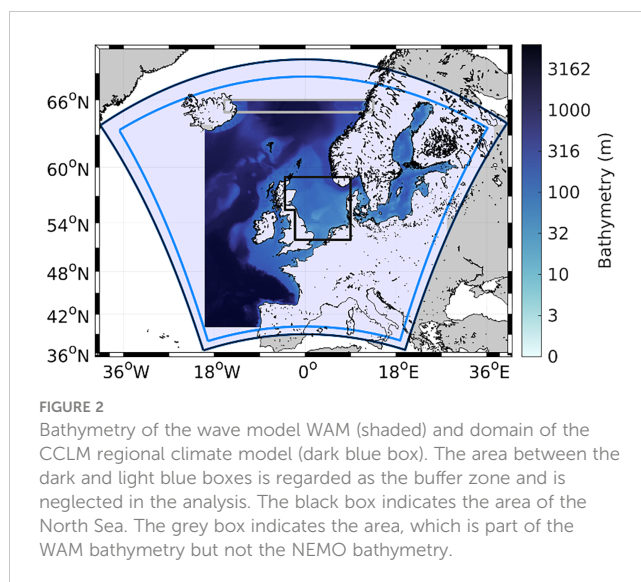 66°N
60°N
54°N
48°N
42°N
36°N
36°W
18°W
0°
18°E
36°E
3162
1000
316
100
32
10
3
0
Bathymetry (m)
FIGURE 2
Bathymetry of the wave model WAM (shaded) and domain of the
CCLM regional climate model (dark blue box). The area between the
dark and light blue boxes is regarded as the buffer zone and is
neglected in the analysis. The black box indicates the area of the
North Sea. The grey box indicates the area, which is part of the
WAM bathymetry but not the NEMO bathymetry.